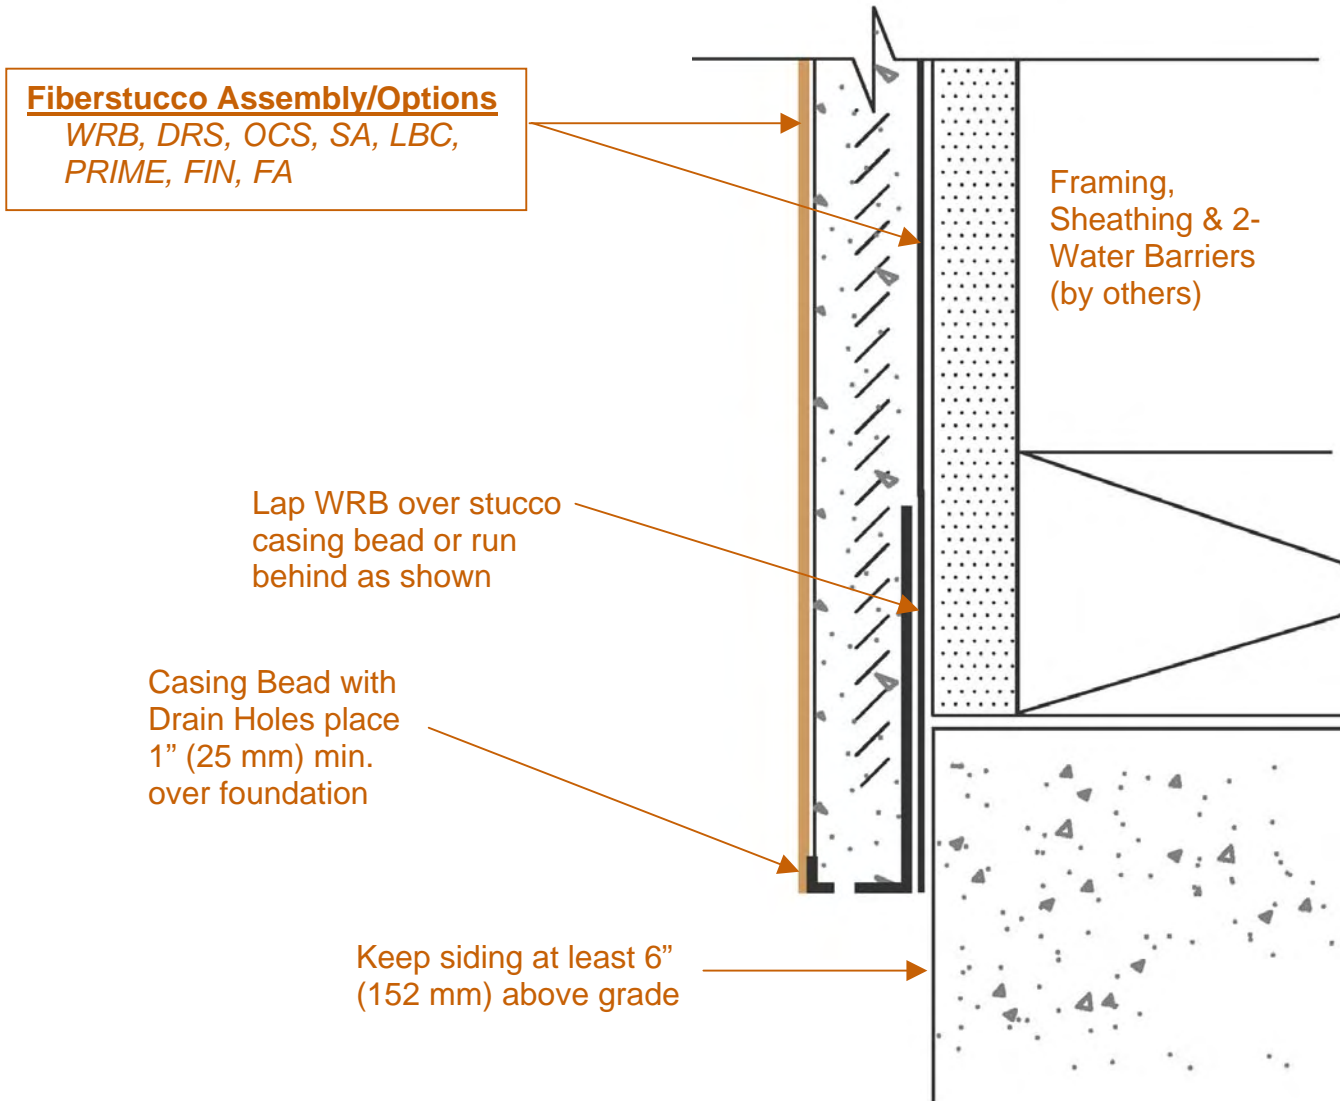 Fiberstucco Assembly/Options
WRB, DRS, OCS, SA, LBC,
PRIME, FIN, FA
Framing,
Sheathing & 2-
Water Barriers
(by others)
Lap WRB over stucco
casing bead or run
behind as shown
Casing Bead with
Drain Holes place
1” (25 mm) min.
over foundation
Keep siding at least 6”
(152 mm) above grade